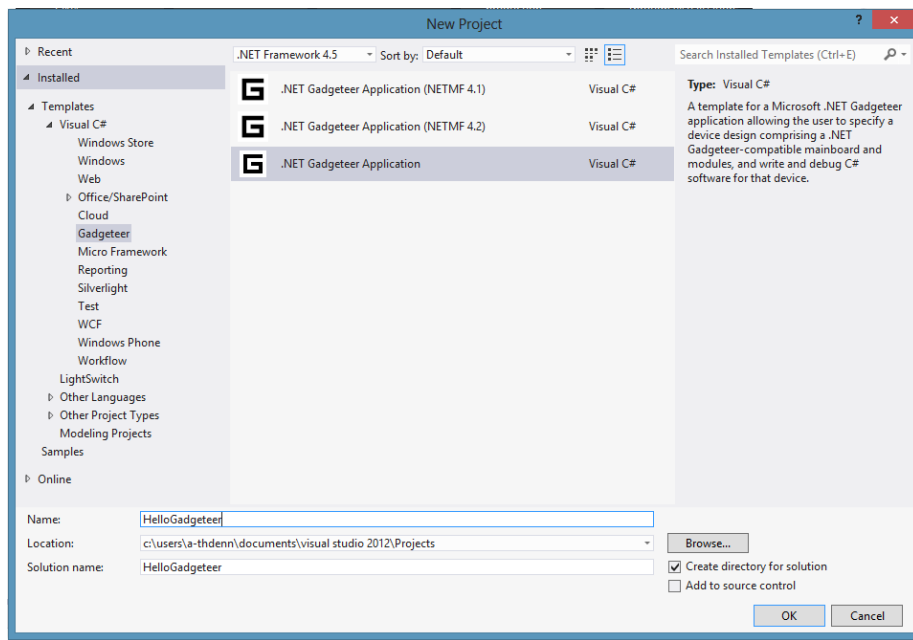 New Project
?
Recent
Installed
Templates
Visual C#
Windows Store
Windows
Web
Office/SharePoint
Cloud
Gadgeteer
Micro Framework
Reporting
Silverlight
Test
WCF
Windows Phone
Workflow
LightSwitch
Other Languages
Other Project Types
Modeling Projects
Samples
Online
.NET Framework 4.5 Sort by: Default
G .NET Gadgeteer Application (NETMF 4.1) Visual C#
G .NET Gadgeteer Application (NETMF 4.2) Visual C#
G .NET Gadgeteer Application Visual C#
Search Installed Templates (Ctrl+E)
Type: Visual C#
A template for a Microsoft .NET Gadgeteer
application allowing the user to specify a
device design comprising a .NET
Gadgeteer-compatible mainboard and
modules, and write and debug C#
software for that device.
Name: HelloGadgeteer
Location: c:\users\a-thdenn\documents\visual studio 2012\Projects
Browse...
Solution name: HelloGadgeteer
Create directory for solution
Add to source control
OK Cancel